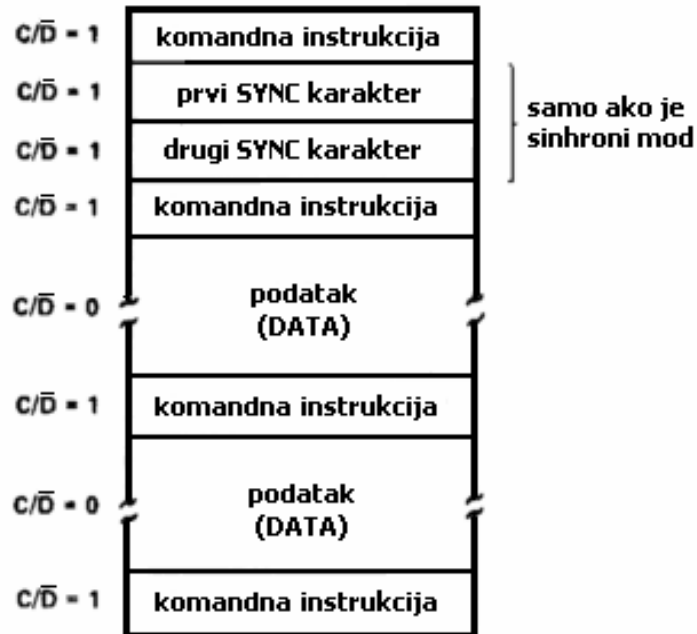 C/D̅ = 1 komandna instrukcija
C/D̅ = 1 prvi SYNC karakter
samo ako je
C/D̅ = 1 drugi SYNC karakter
sinhroni mod
C/D̅ = 1 komandna instrukcija
C/D̅ = 0 podatak
(DATA)
C/D̅ = 1 komandna instrukcija
C/D̅ = 0 podatak
(DATA)
C/D̅ = 1 komandna instrukcija